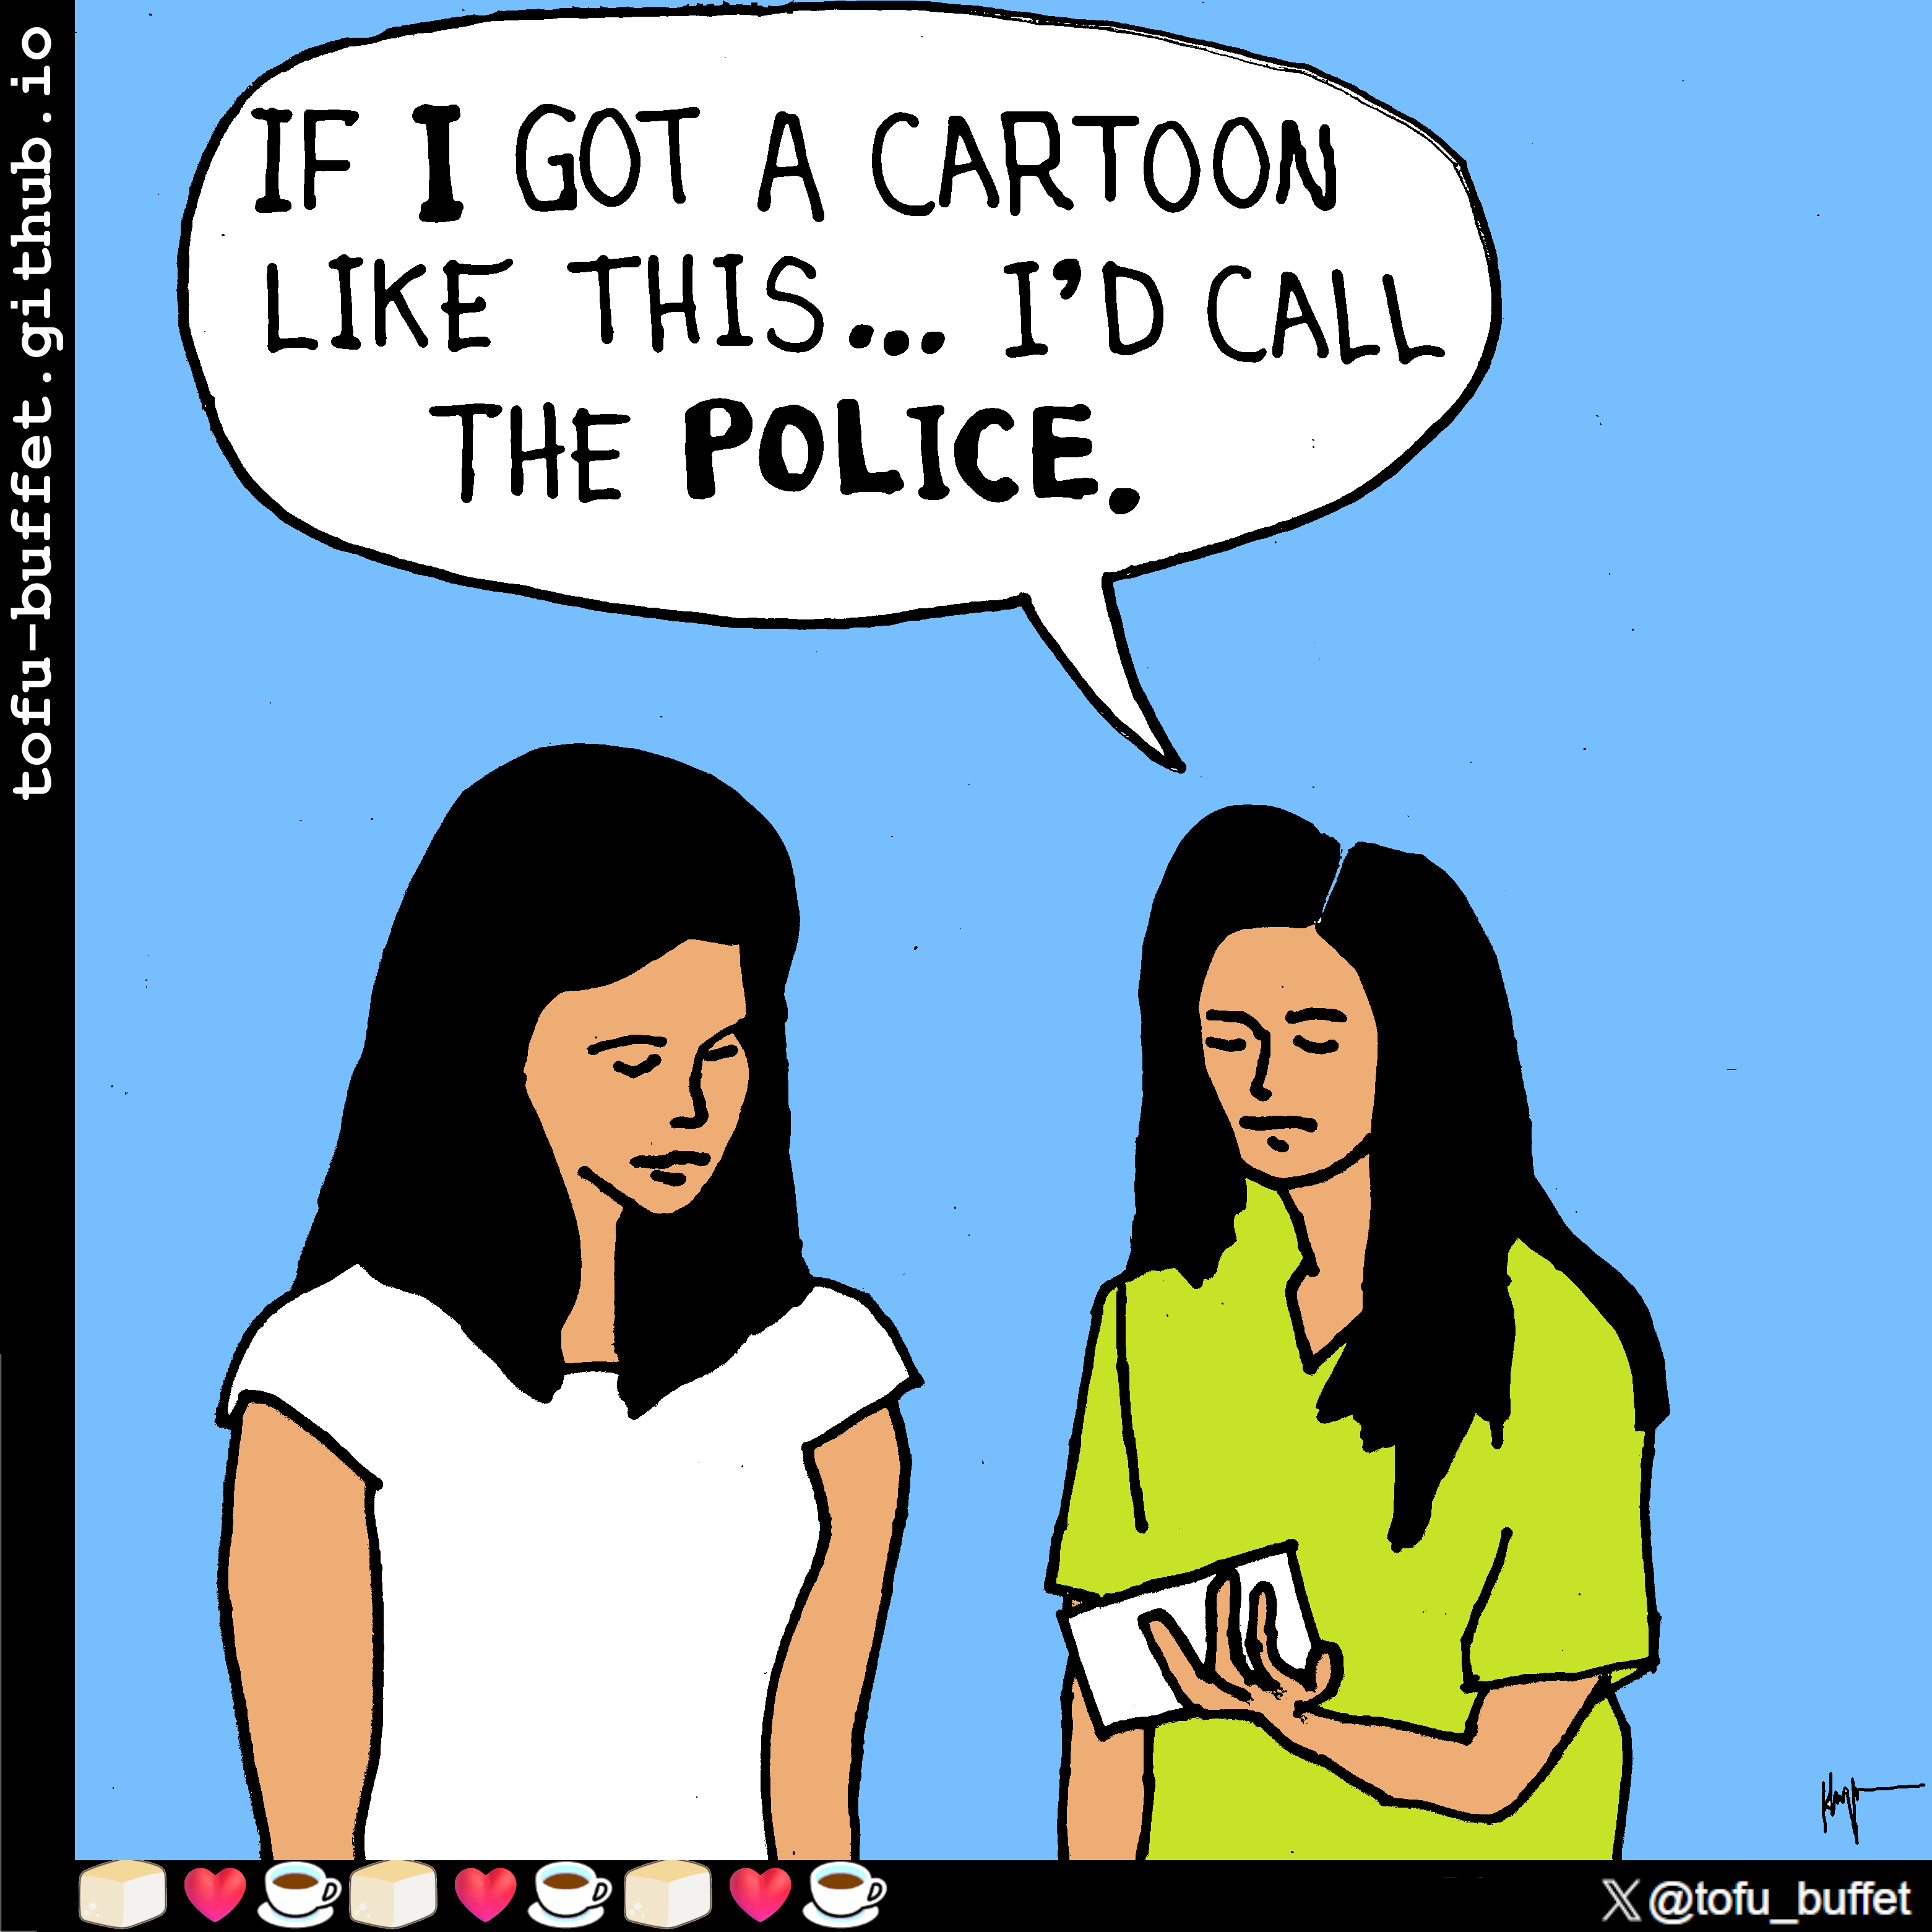 IF I GOT A CARTOON
LIKE THIS... I'D CALL
THE POLICE.
tofu-buffet.github.io
X @tofu_buffet